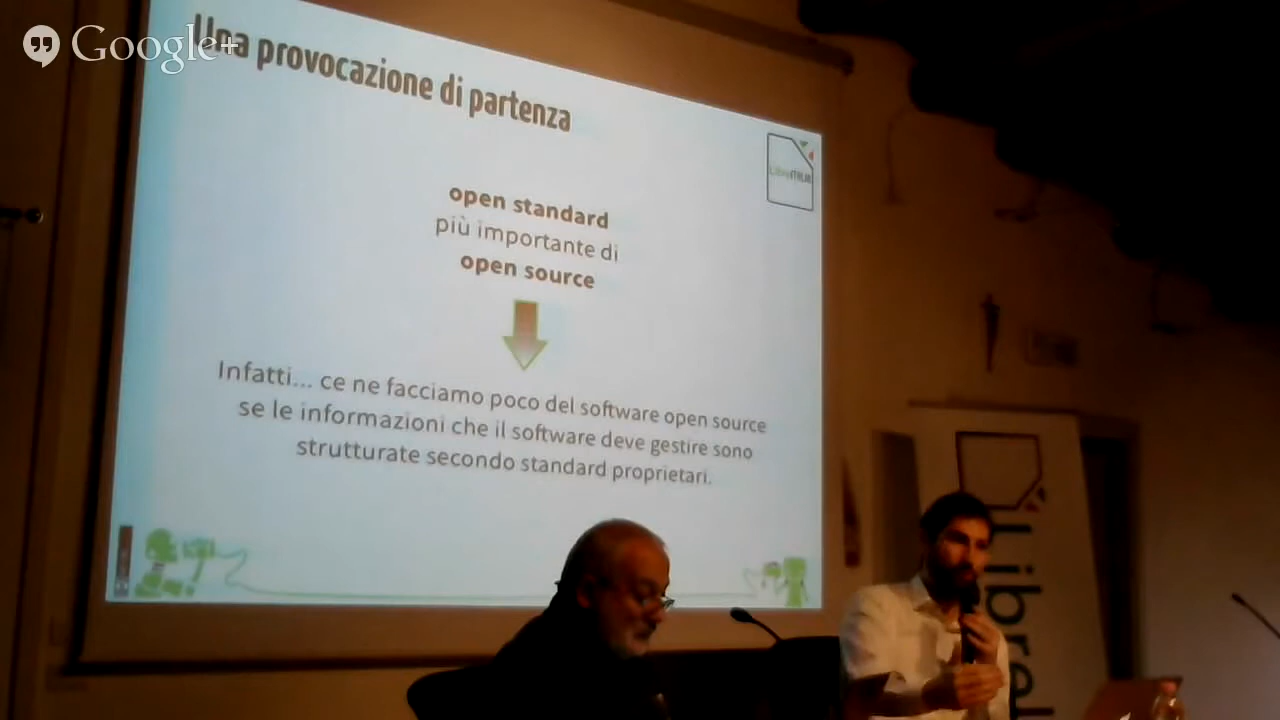 Google+
Una provocazione di partenza
LibreITALIA
open standard
più importante di
open source
Infatti... ce ne facciamo poco del software open source
se le informazioni che il software deve gestire sono
strutturate secondo standard proprietari.
Libre